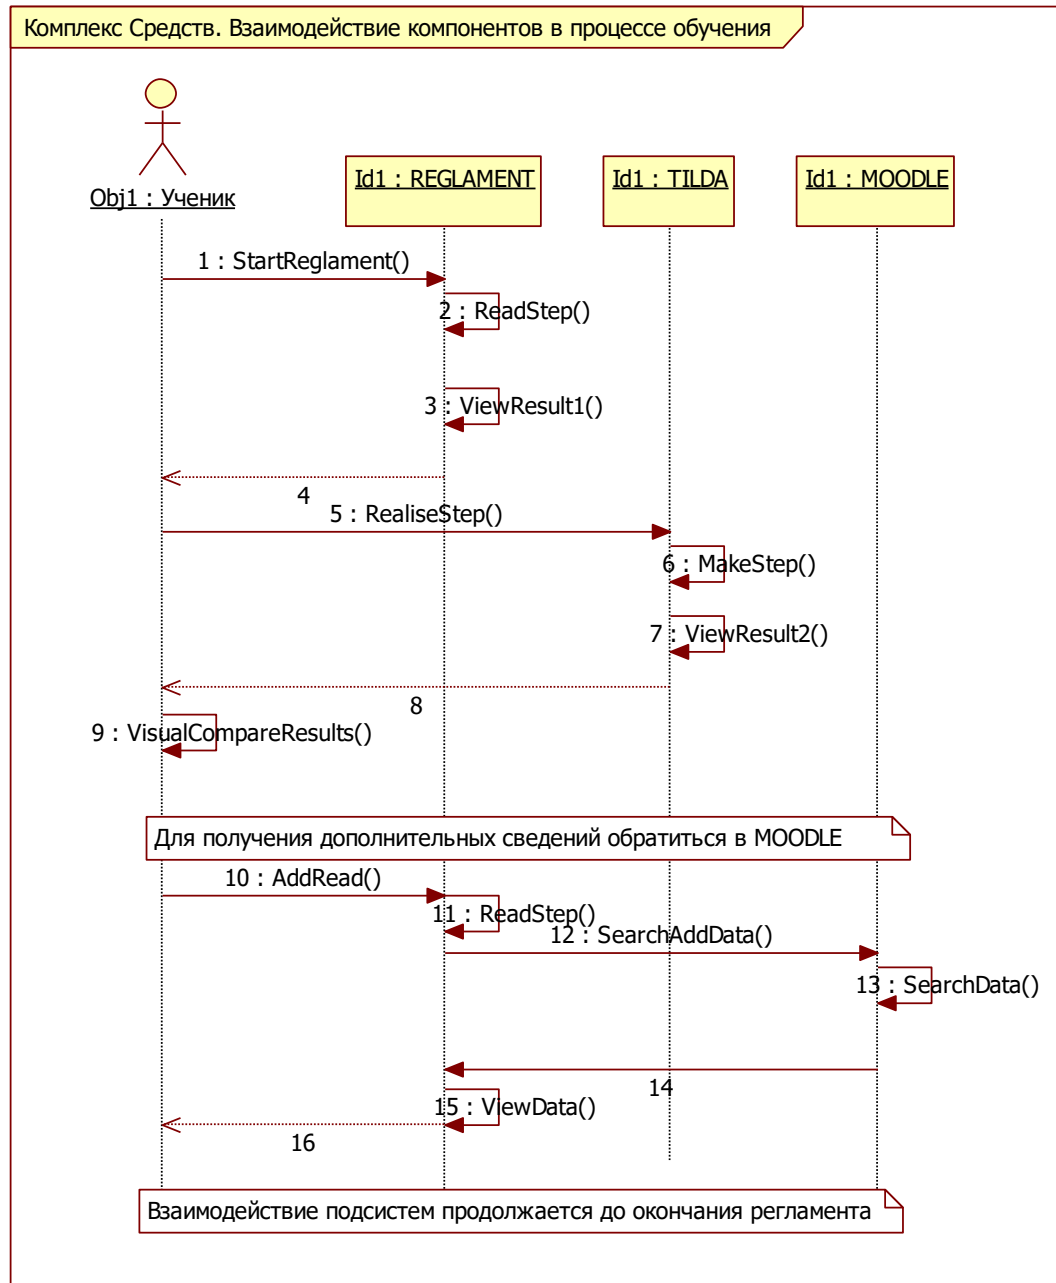 Комплекс Средств. Взаимодействие компонентов в процессе обучения
Obj1 : Ученик
Id1 : REGLAMENT
Id1 : TILDA
Id1 : MOODLE
1 : StartReglament()
2 : ReadStep()
3 : ViewResult1()
4
5 : RealiseStep()
6 : MakeStep()
7 : ViewResult2()
8
9 : VisualCompareResults()
Для получения дополнительных сведений обратиться в MOODLE
10 : AddRead()
11 : ReadStep()
12 : SearchAddData()
13 : SearchData()
14
15 : ViewData()
16
Взаимодействие подсистем продолжается до окончания регламента